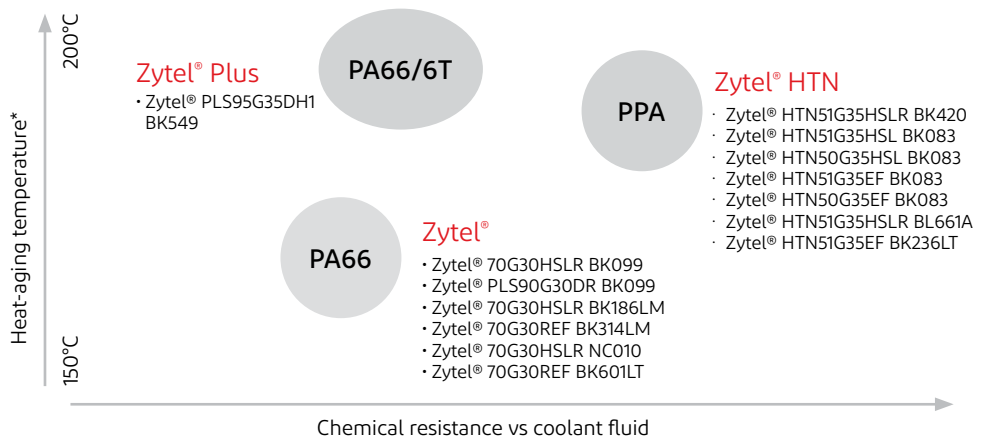 200°C
Heat-aging temperature*
150°C
Zytel® Plus
· Zytel® PLS95G35DH1
BK549
PA66/6T
PPA
Zytel® HTN
· Zytel® HTN51G35HSLR BK420
· Zytel® HTN51G35HSL BK083
· Zytel® HTN50G35HSL BK083
· Zytel® HTN51G35EF BK083
· Zytel® HTN50G35EF BK083
· Zytel® HTN51G35HSLR BL661A
· Zytel® HTN51G35EF BK236LT
PA66
Zytel®
· Zytel® 70G30HSLR BK099
· Zytel® PLS90G30DR BK099
· Zytel® 70G30HSLR BK186LM
· Zytel® 70G30REF BK314LM
· Zytel® 70G30HSLR NC010
· Zytel® 70G30REF BK601LT
Chemical resistance vs coolant fluid